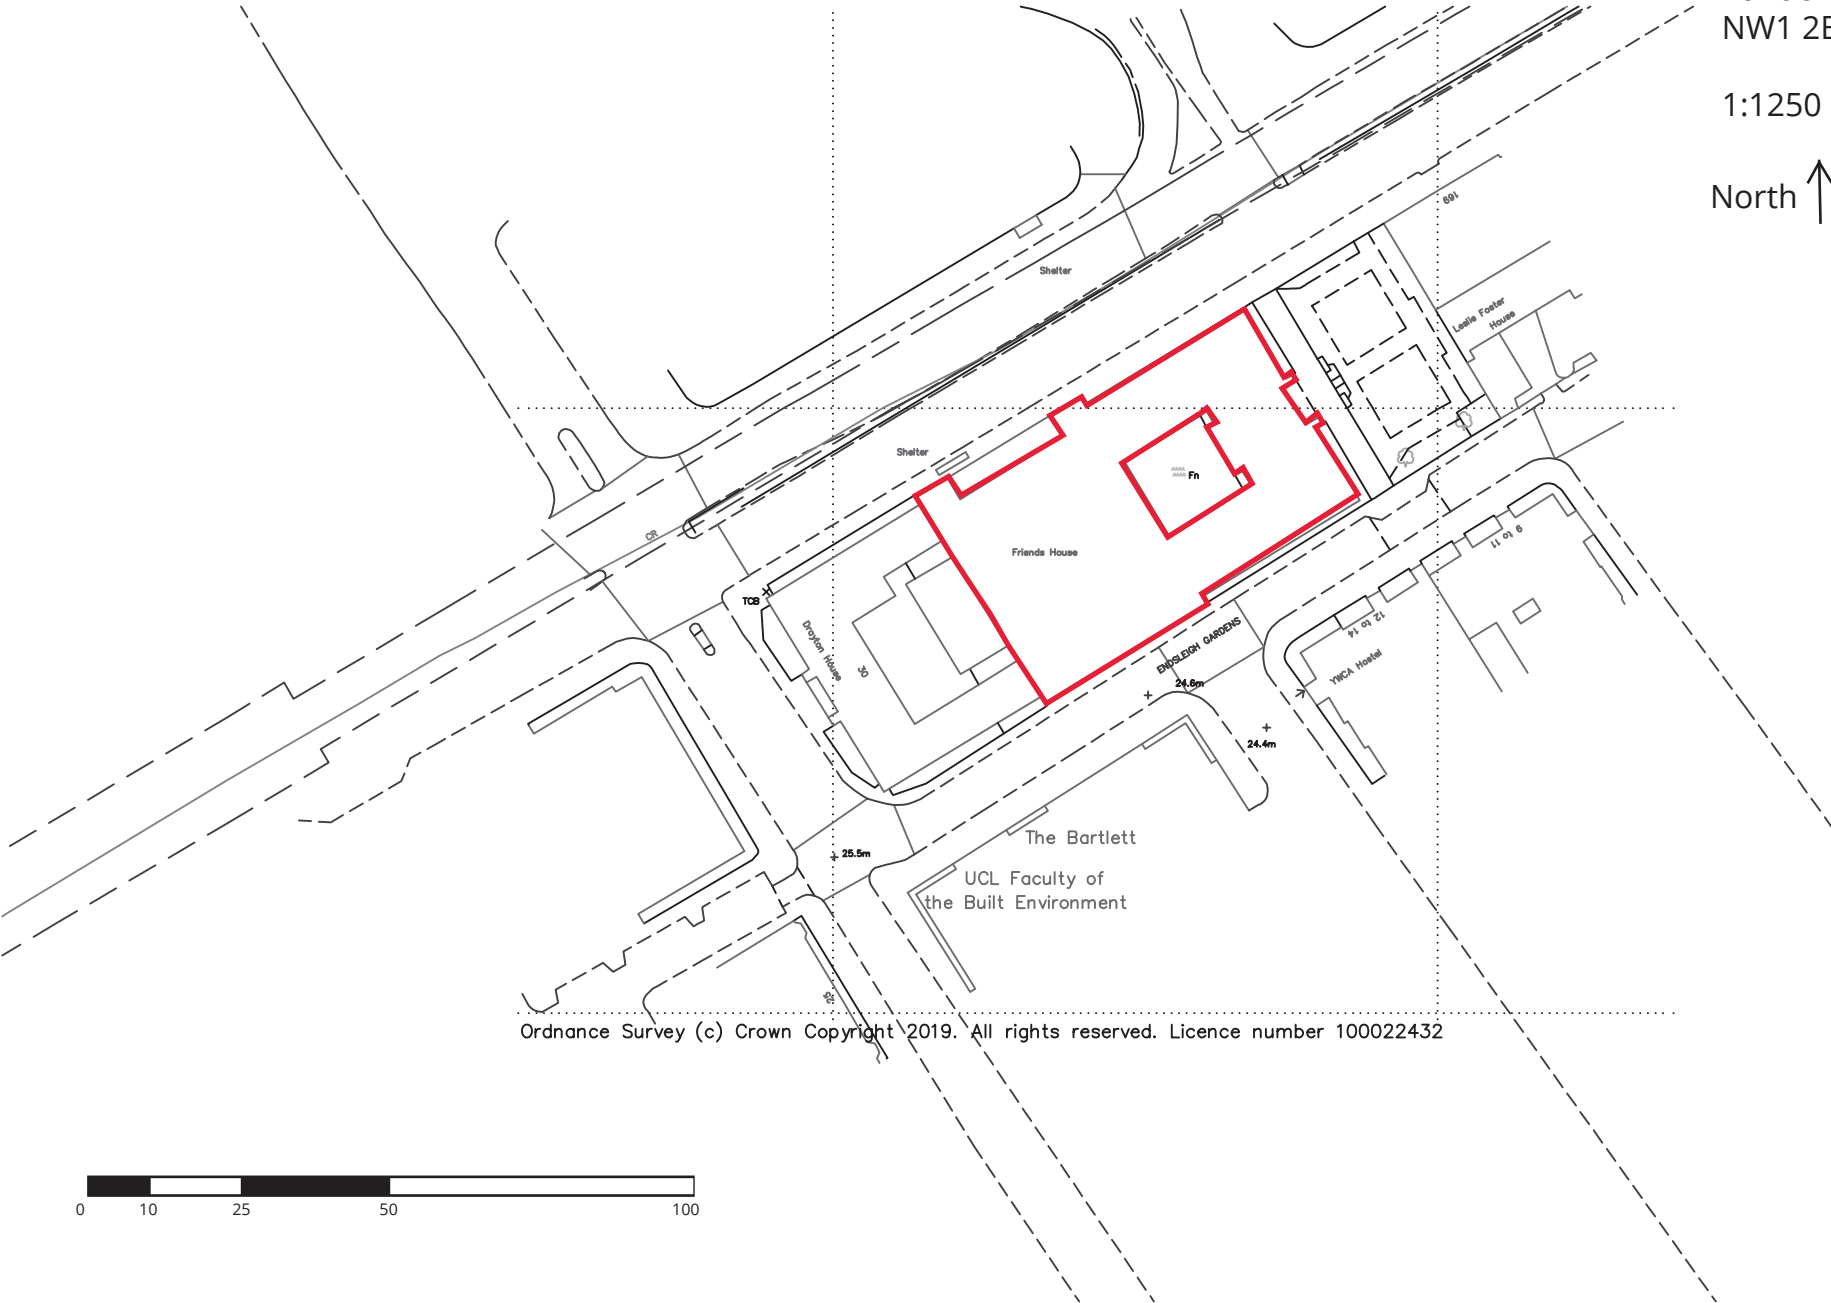 NW1 2
1:1250
North
169
Shelter
Leslie Foster
House
Shelter
Fn
CR
Friends House
9 to 11
TCB
12 to 14
Drayton House
30
ENDSLEIGH GARDENS
YWCA Hostel
24.6m
24.4m
The Bartlett
25.5m
UCL Faculty of
the Built Environment
25
Ordnance Survey (c) Crown Copyright 2019. All rights reserved. Licence number 100022432
0 10 25 50 100